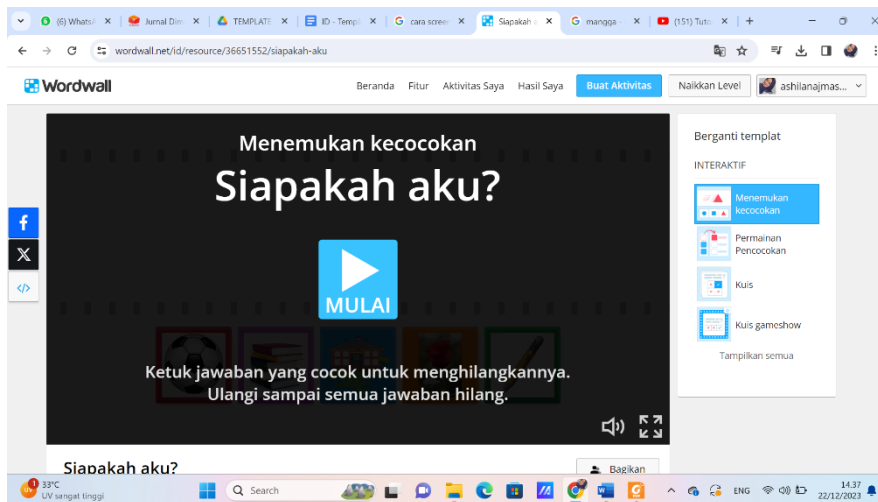 (6) WhatsA
Jurnal Dim
TEMPLATE
ID - Templ
cara screen
Siapakah a
mangga -
(151) Tuto
wordwall.net/id/resource/36651552/siapakah-aku
Wordwall
Beranda
Fitur
Aktivitas Saya
Hasil Saya
Buat Aktivitas
Naikkan Level
ashilanajmas...
Menemukan kecocokan
Siapakah aku?
MULAI
Ketuk jawaban yang cocok untuk menghilangkannya.
Ulangi sampai semua jawaban hilang.
Berganti templat
INTERAKTIF
Menemukan
kecocokan
Permainan
Pencocokan
Kuis
Kuis gameshow
Tampilkan semua
Siapakah aku?
Bagikan
33°C
UV sangat tinggi
Search
ENG
14.37
22/12/2023